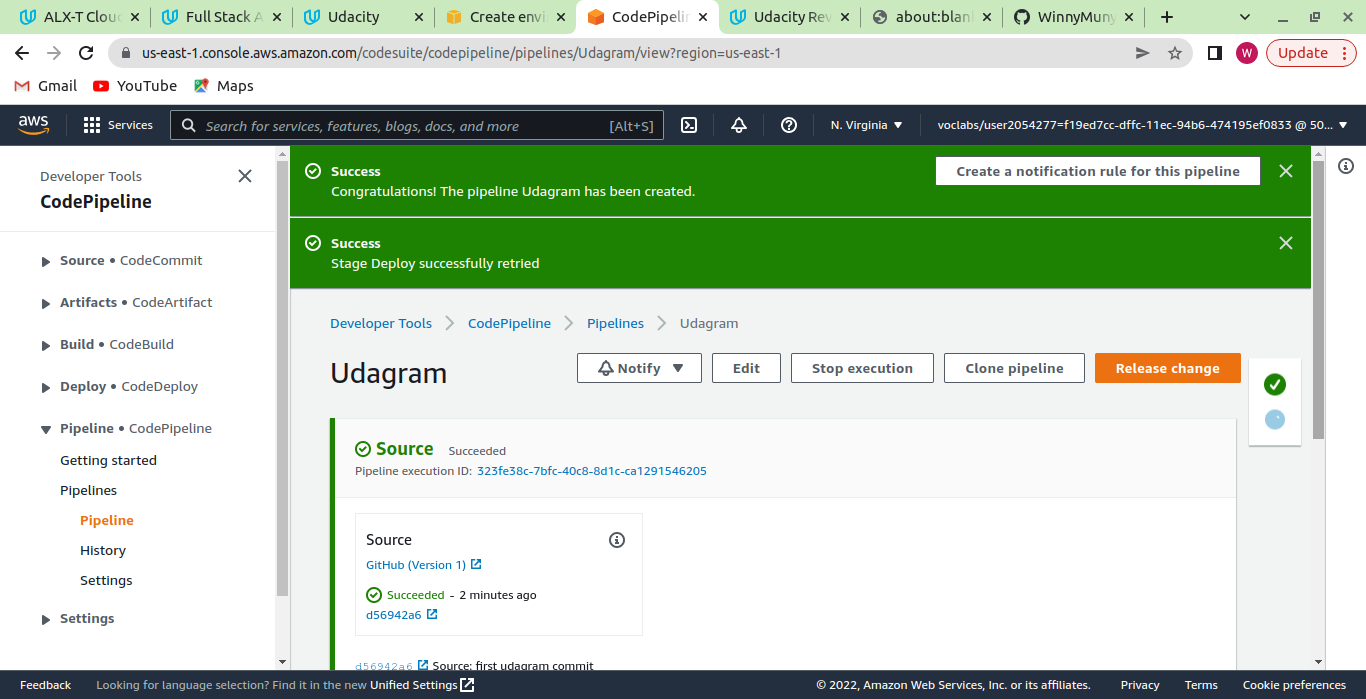 ALX-T Clou
Full Stack A
Udacity
Create envi
CodePipelin
Udacity Rev
about:blan
WinnyMuny
us-east-1.console.aws.amazon.com/codesuite/codepipeline/pipelines/Udagram/view?region=us-east-1
W
Update
Gmail
YouTube
Maps
aws
Services
Search for services, features, blogs, docs, and more
[Alt+S]
N. Virginia
voclabs/user2054277=f19ed7cc-dffc-11ec-94b6-474195ef0833 @ 50...
Developer Tools
CodePipeline
Source • CodeCommit
Artifacts • CodeArtifact
Build • CodeBuild
Deploy • CodeDeploy
Pipeline • CodePipeline
Getting started
Pipelines
Pipeline
History
Settings
Settings
Success
Congratulations! The pipeline Udagram has been created.
Create a notification rule for this pipeline
Success
Stage Deploy successfully retried
Developer Tools
CodePipeline
Pipelines
Udagram
Udagram
Notify
Edit
Stop execution
Clone pipeline
Release change
Source Succeeded
Pipeline execution ID: 323fe38c-7bfc-40c8-8d1c-ca1291546205
Source
GitHub (Version 1)
Succeeded - 2 minutes ago
d56942a6
d56942a6 Source: first udagram commit
Feedback
Looking for language selection? Find it in the new Unified Settings
© 2022, Amazon Web Services, Inc. or its affiliates.
Privacy
Terms
Cookie preferences